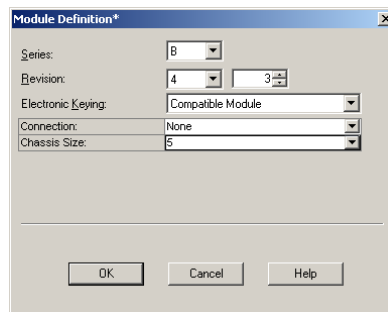 Module Definition*
Series: B
Revision: 4 3
Electronic Keying: Compatible Module
Connection: None
Chassis Size: 5
OK Cancel Help